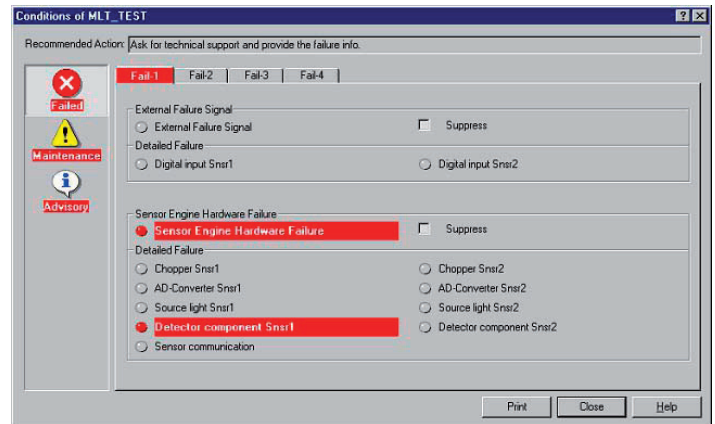 Conditions of MLT_TEST
Recommended Action: Ask for technical support and provide the failure info.
Failed
Maintenance
Advisory
Fail-1 Fail-2 Fail-3 Fail-4
External Failure Signal
External Failure Signal Suppress
Detailed Failure
Digital input Snsr1 Digital input Snsr2
Sensor Engine Hardware Failure
Sensor Engine Hardware Failure Suppress
Detailed Failure
Chopper Snsr1 Chopper Snsr2
AD-Converter Snsr1 AD-Converter Snsr2
Source light Snsr1 Source light Snsr2
Detector component Snsr1 Detector component Snsr2
Sensor communication
Print Close Help